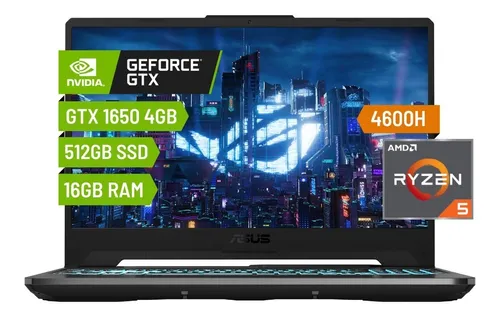 NVIDIA.
GEFORCE
GTX
GTX 1650 4GB
512GB SSD
16GB RAM
4600H
AMD
RYZEN
5
ASUS